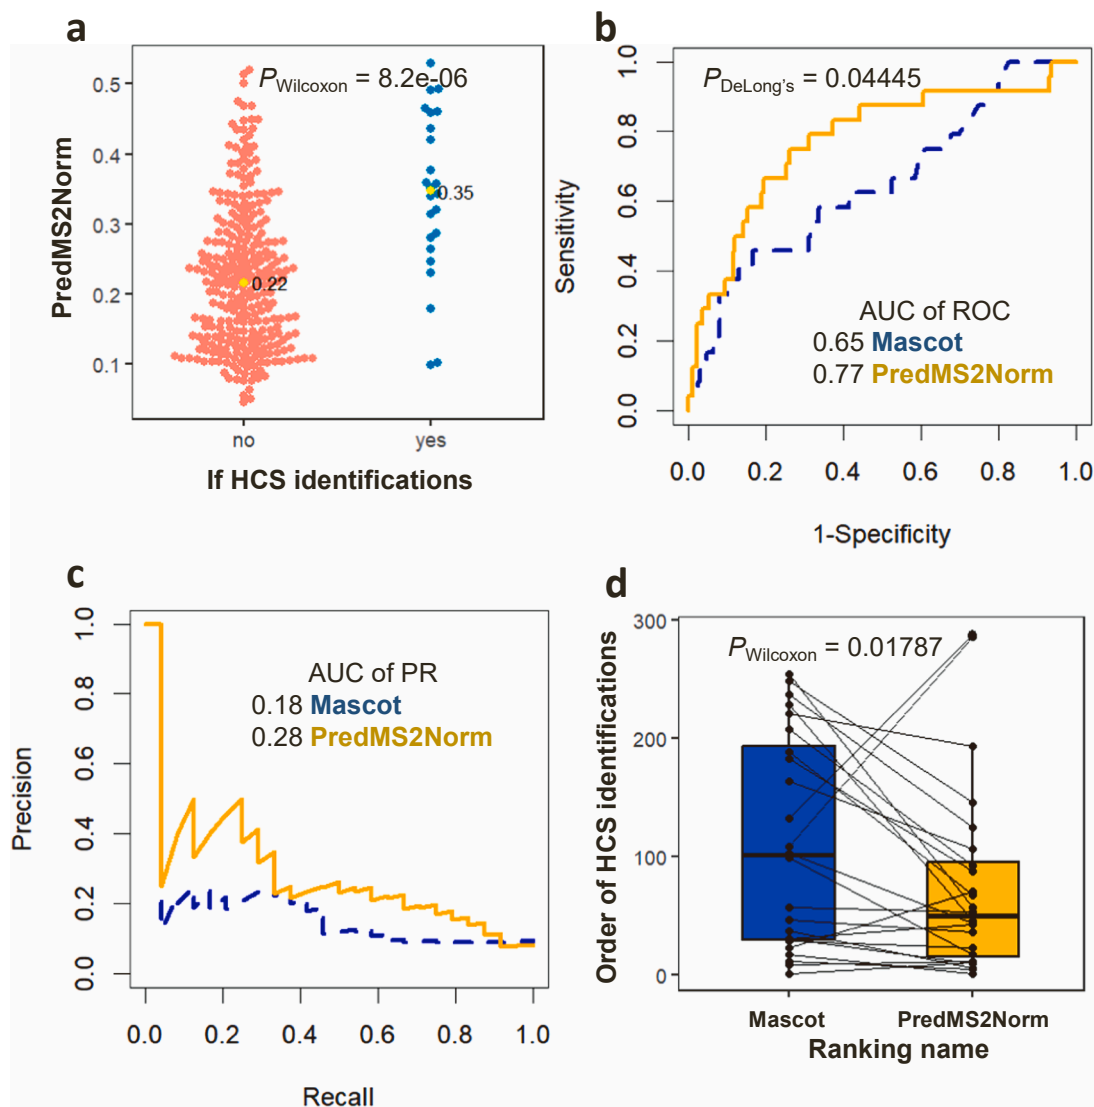 a
PredMS2Norm
0.5
0.4
0.3
0.2
0.1
PWilcoxon = 8.2e-06
0.22
0.35
no
yes
If HCS identifications
b
Sensitivity
1.0
0.8
0.6
0.4
0.2
0.0
PDeLong's = 0.04445
AUC of ROC
0.65 Mascot
0.77 PredMS2Norm
0.0 0.2 0.4 0.6 0.8 1.0
1-Specificity
c
Precision
1.0
0.8
0.6
0.4
0.2
0.0
AUC of PR
0.18 Mascot
0.28 PredMS2Norm
0.0 0.2 0.4 0.6 0.8 1.0
Recall
d
Order of HCS identifications
300
200
100
0
PWilcoxon = 0.01787
Mascot
PredMS2Norm
Ranking name